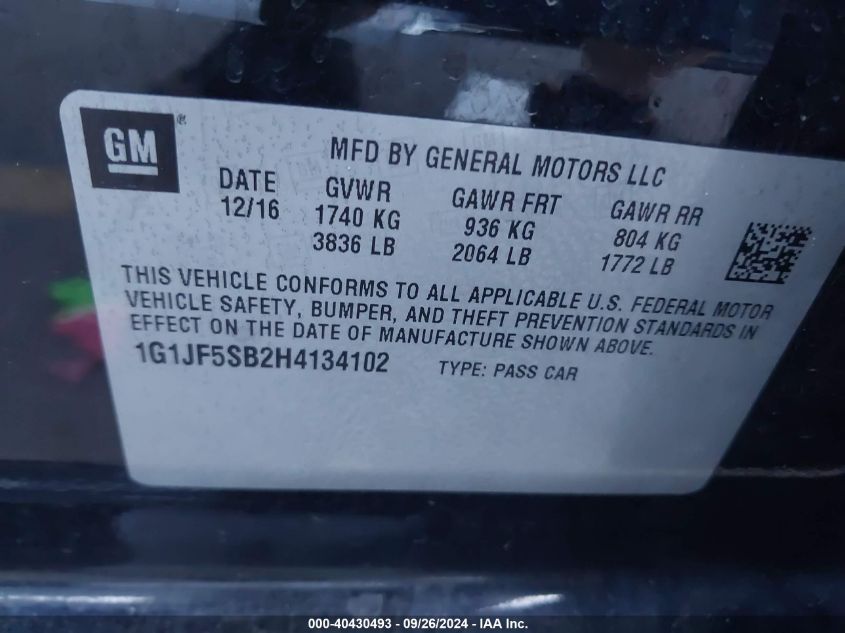 GM®
MFD BY GENERAL MOTORS LLC
DATE GVWR GAWR FRT GAWR RR
12/16 1740 KG 936 KG 804 KG
3836 LB 2064 LB 1772 LB
THIS VEHICLE CONFORMS TO ALL APPLICABLE U.S. FEDERAL MOTOR
VEHICLE SAFETY, BUMPER, AND THEFT PREVENTION STANDARDS IN
EFFECT ON THE DATE OF MANUFACTURE SHOWN ABOVE.
1G1JF5SB2H4134102 TYPE: PASS CAR
000-40430493 - 09/26/2024 - IAA Inc.